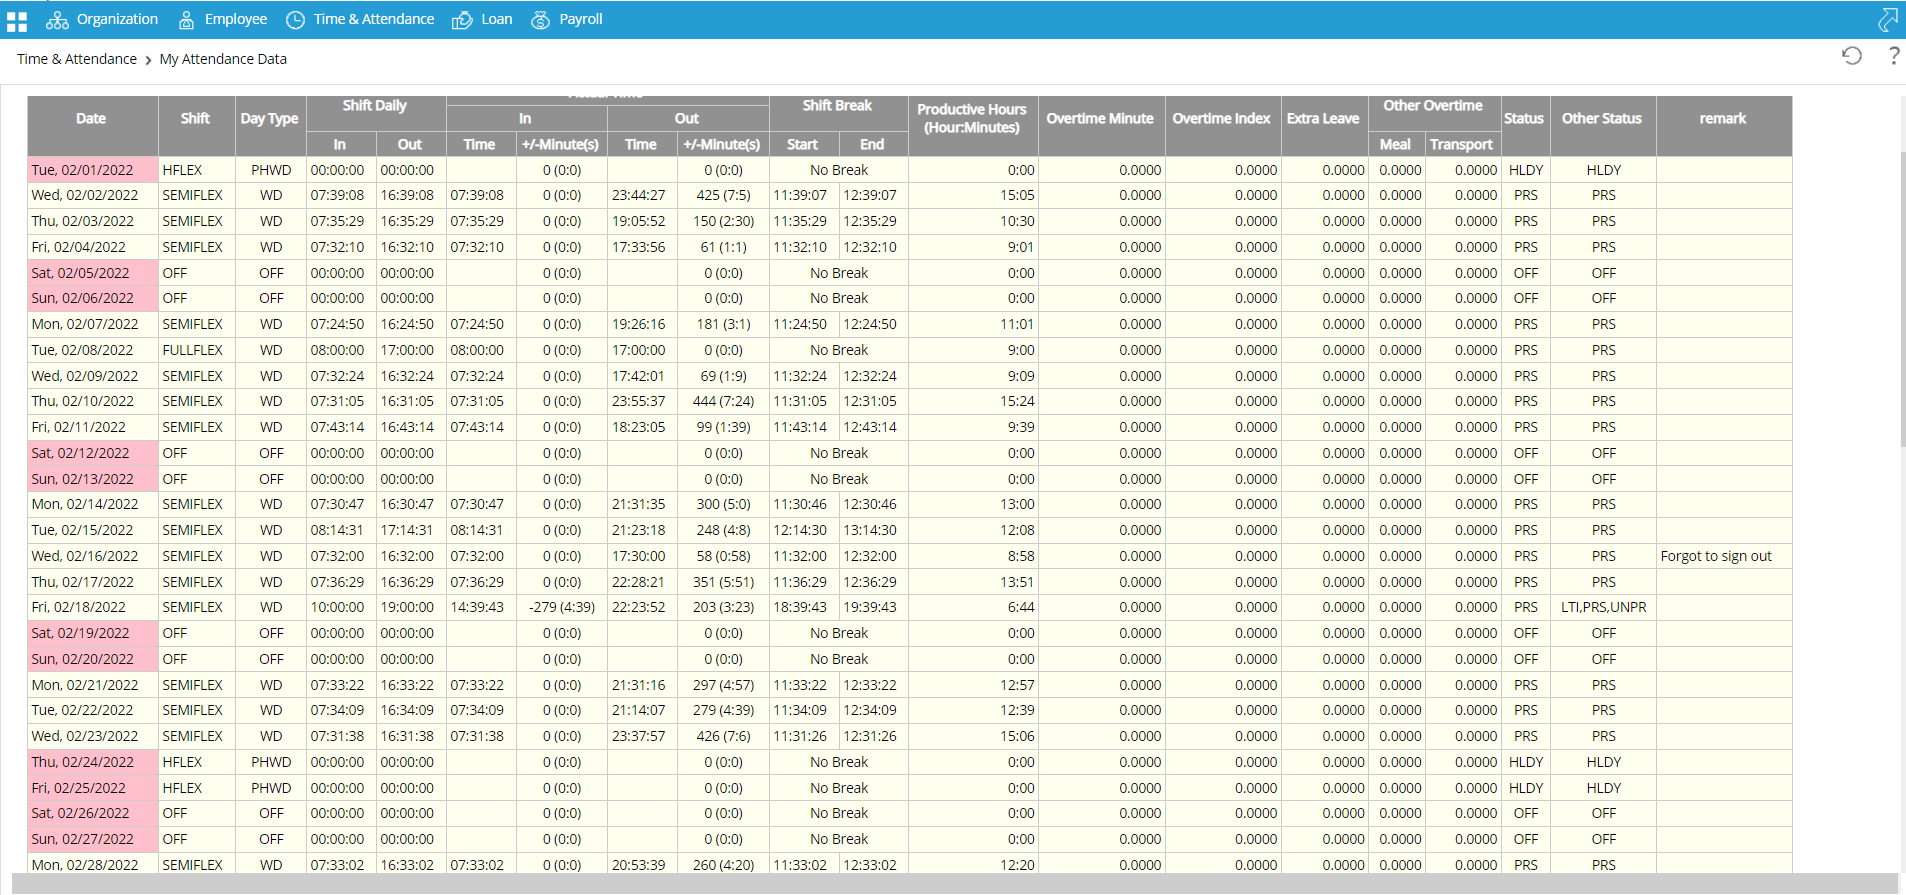 Organization Employee Time & Attendance Loan Payroll
Time & Attendance › My Attendance Data ?
Date Shift Day Type Shift Daily Actual Time Shift Break Productive Hours (Hour:Minutes) Overtime Minute Overtime Index Extra Leave Other Overtime Status Other Status remark
In Out
In Out Time +/-Minute(s) Time +/-Minute(s) Start End Meal Transport
Tue, 02/01/2022 HFLEX PHWD 00:00:00 00:00:00 0 (0:0) 0 (0:0) No Break 0:00 0.0000 0.0000 0.0000 0.0000 0.0000 HLDY HLDY
Wed, 02/02/2022 SEMIFLEX WD 07:39:08 16:39:08 07:39:08 0 (0:0) 23:44:27 425 (7:5) 11:39:07 12:39:07 15:05 0.0000 0.0000 0.0000 0.0000 0.0000 PRS PRS
Thu, 02/03/2022 SEMIFLEX WD 07:35:29 16:35:29 07:35:29 0 (0:0) 19:05:52 150 (2:30) 11:35:29 12:35:29 10:30 0.0000 0.0000 0.0000 0.0000 0.0000 PRS PRS
Fri, 02/04/2022 SEMIFLEX WD 07:32:10 16:32:10 07:32:10 0 (0:0) 17:33:56 61 (1:1) 11:32:10 12:32:10 9:01 0.0000 0.0000 0.0000 0.0000 0.0000 PRS PRS
Sat, 02/05/2022 OFF OFF 00:00:00 00:00:00 0 (0:0) 0 (0:0) No Break 0:00 0.0000 0.0000 0.0000 0.0000 0.0000 OFF OFF
Sun, 02/06/2022 OFF OFF 00:00:00 00:00:00 0 (0:0) 0 (0:0) No Break 0:00 0.0000 0.0000 0.0000 0.0000 0.0000 OFF OFF
Mon, 02/07/2022 SEMIFLEX WD 07:24:50 16:24:50 07:24:50 0 (0:0) 19:26:16 181 (3:1) 11:24:50 12:24:50 11:01 0.0000 0.0000 0.0000 0.0000 0.0000 PRS PRS
Tue, 02/08/2022 FULLFLEX WD 08:00:00 17:00:00 08:00:00 0 (0:0) 17:00:00 0 (0:0) No Break 9:00 0.0000 0.0000 0.0000 0.0000 0.0000 PRS PRS
Wed, 02/09/2022 SEMIFLEX WD 07:32:24 16:32:24 07:32:24 0 (0:0) 17:42:01 69 (1:9) 11:32:24 12:32:24 9:09 0.0000 0.0000 0.0000 0.0000 0.0000 PRS PRS
Thu, 02/10/2022 SEMIFLEX WD 07:31:05 16:31:05 07:31:05 0 (0:0) 23:55:37 444 (7:24) 11:31:05 12:31:05 15:24 0.0000 0.0000 0.0000 0.0000 0.0000 PRS PRS
Fri, 02/11/2022 SEMIFLEX WD 07:43:14 16:43:14 07:43:14 0 (0:0) 18:23:05 99 (1:39) 11:43:14 12:43:14 9:39 0.0000 0.0000 0.0000 0.0000 0.0000 PRS PRS
Sat, 02/12/2022 OFF OFF 00:00:00 00:00:00 0 (0:0) 0 (0:0) No Break 0:00 0.0000 0.0000 0.0000 0.0000 0.0000 OFF OFF
Sun, 02/13/2022 OFF OFF 00:00:00 00:00:00 0 (0:0) 0 (0:0) No Break 0:00 0.0000 0.0000 0.0000 0.0000 0.0000 OFF OFF
Mon, 02/14/2022 SEMIFLEX WD 07:30:47 16:30:47 07:30:47 0 (0:0) 21:31:35 300 (5:0) 11:30:46 12:30:46 13:00 0.0000 0.0000 0.0000 0.0000 0.0000 PRS PRS
Tue, 02/15/2022 SEMIFLEX WD 08:14:31 17:14:31 08:14:31 0 (0:0) 21:23:18 248 (4:8) 12:14:30 13:14:30 12:08 0.0000 0.0000 0.0000 0.0000 0.0000 PRS PRS
Wed, 02/16/2022 SEMIFLEX WD 07:32:00 16:32:00 07:32:00 0 (0:0) 17:30:00 58 (0:58) 11:32:00 12:32:00 8:58 0.0000 0.0000 0.0000 0.0000 0.0000 PRS PRS Forgot to sign out
Thu, 02/17/2022 SEMIFLEX WD 07:36:29 16:36:29 07:36:29 0 (0:0) 22:28:21 351 (5:51) 11:36:29 12:36:29 13:51 0.0000 0.0000 0.0000 0.0000 0.0000 PRS PRS
Fri, 02/18/2022 SEMIFLEX WD 10:00:00 19:00:00 14:39:43 -279 (4:39) 22:23:52 203 (3:23) 18:39:43 19:39:43 6:44 0.0000 0.0000 0.0000 0.0000 0.0000 PRS LTI,PRS,UNPR
Sat, 02/19/2022 OFF OFF 00:00:00 00:00:00 0 (0:0) 0 (0:0) No Break 0:00 0.0000 0.0000 0.0000 0.0000 0.0000 OFF OFF
Sun, 02/20/2022 OFF OFF 00:00:00 00:00:00 0 (0:0) 0 (0:0) No Break 0:00 0.0000 0.0000 0.0000 0.0000 0.0000 OFF OFF
Mon, 02/21/2022 SEMIFLEX WD 07:33:22 16:33:22 07:33:22 0 (0:0) 21:31:16 297 (4:57) 11:33:22 12:33:22 12:57 0.0000 0.0000 0.0000 0.0000 0.0000 PRS PRS
Tue, 02/22/2022 SEMIFLEX WD 07:34:09 16:34:09 07:34:09 0 (0:0) 21:14:07 279 (4:39) 11:34:09 12:34:09 12:39 0.0000 0.0000 0.0000 0.0000 0.0000 PRS PRS
Wed, 02/23/2022 SEMIFLEX WD 07:31:38 16:31:38 07:31:38 0 (0:0) 23:37:57 426 (7:6) 11:31:26 12:31:26 15:06 0.0000 0.0000 0.0000 0.0000 0.0000 PRS PRS
Thu, 02/24/2022 HFLEX PHWD 00:00:00 00:00:00 0 (0:0) 0 (0:0) No Break 0:00 0.0000 0.0000 0.0000 0.0000 0.0000 HLDY HLDY
Fri, 02/25/2022 HFLEX PHWD 00:00:00 00:00:00 0 (0:0) 0 (0:0) No Break 0:00 0.0000 0.0000 0.0000 0.0000 0.0000 HLDY HLDY
Sat, 02/26/2022 OFF OFF 00:00:00 00:00:00 0 (0:0) 0 (0:0) No Break 0:00 0.0000 0.0000 0.0000 0.0000 0.0000 OFF OFF
Sun, 02/27/2022 OFF OFF 00:00:00 00:00:00 0 (0:0) 0 (0:0) No Break 0:00 0.0000 0.0000 0.0000 0.0000 0.0000 OFF OFF
Mon, 02/28/2022 SEMIFLEX WD 07:33:02 16:33:02 07:33:02 0 (0:0) 20:53:39 260 (4:20) 11:33:02 12:33:02 12:20 0.0000 0.0000 0.0000 0.0000 0.0000 PRS PRS